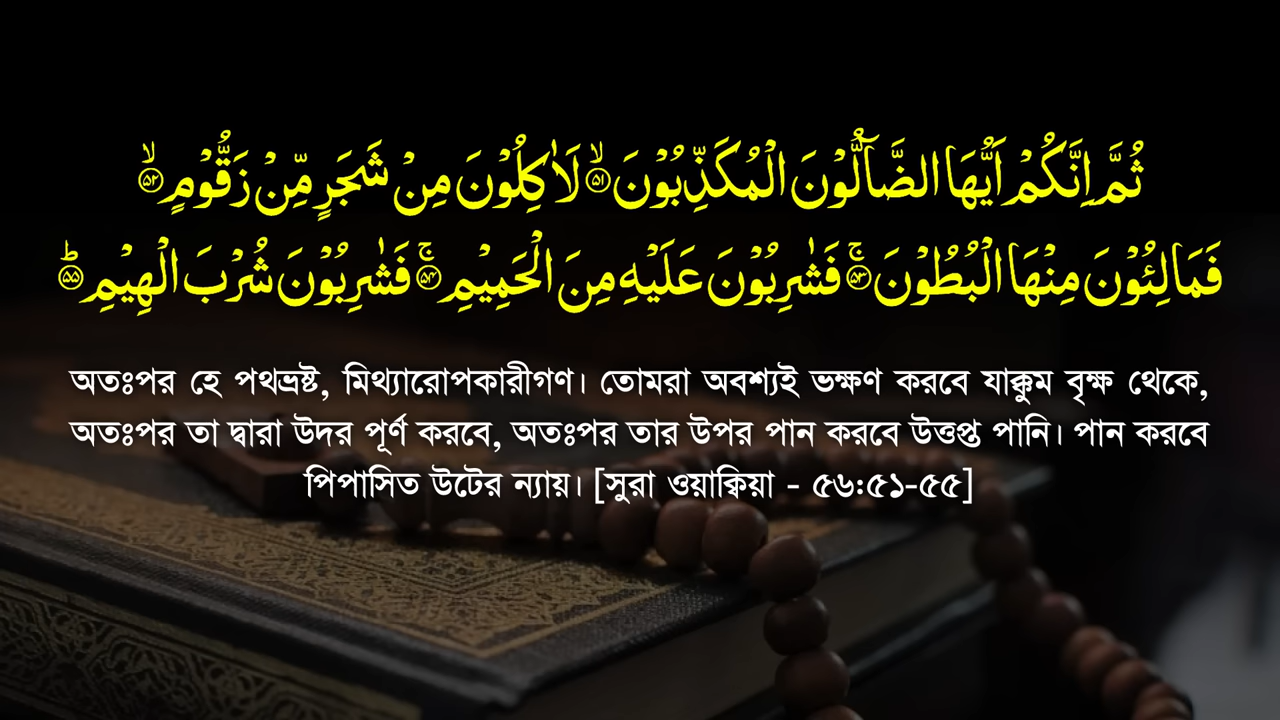 ثُمَّ اِنَّكُمْ اَيُّهَا الضَّآلُّوْنَ الْمُكَذِّبُوْنَ ۙ﴿۵۱﴾ لَاٰكِلُوْنَ مِنْ شَجَرٍ مِّنْ زَقُّوْمٍ ۙ﴿۵۲﴾
فَمَالِئُوْنَ مِنْهَا الْبُطُوْنَ ۚ﴿۵۳﴾ فَشٰرِبُوْنَ عَلَيْهِ مِنَ الْحَمِيْمِ ۚ﴿۵۴﴾ فَشٰرِبُوْنَ شُرْبَ الْهِيْمِ ؕ﴿۵۵﴾
অতঃপর হে পথভ্রষ্ট, মিথ্যারোপকারীগণ। তোমরা অবশ্যই ভক্ষণ করবে যাক্কুম বৃক্ষ থেকে,
অতঃপর তা দ্বারা উদর পূর্ণ করবে, অতঃপর তার উপর পান করবে উত্তপ্ত পানি। পান করবে
পিপাসিত উটের ন্যায়। [সুরা ওয়াক্বিয়া - ৫৬:৫১-৫৫]